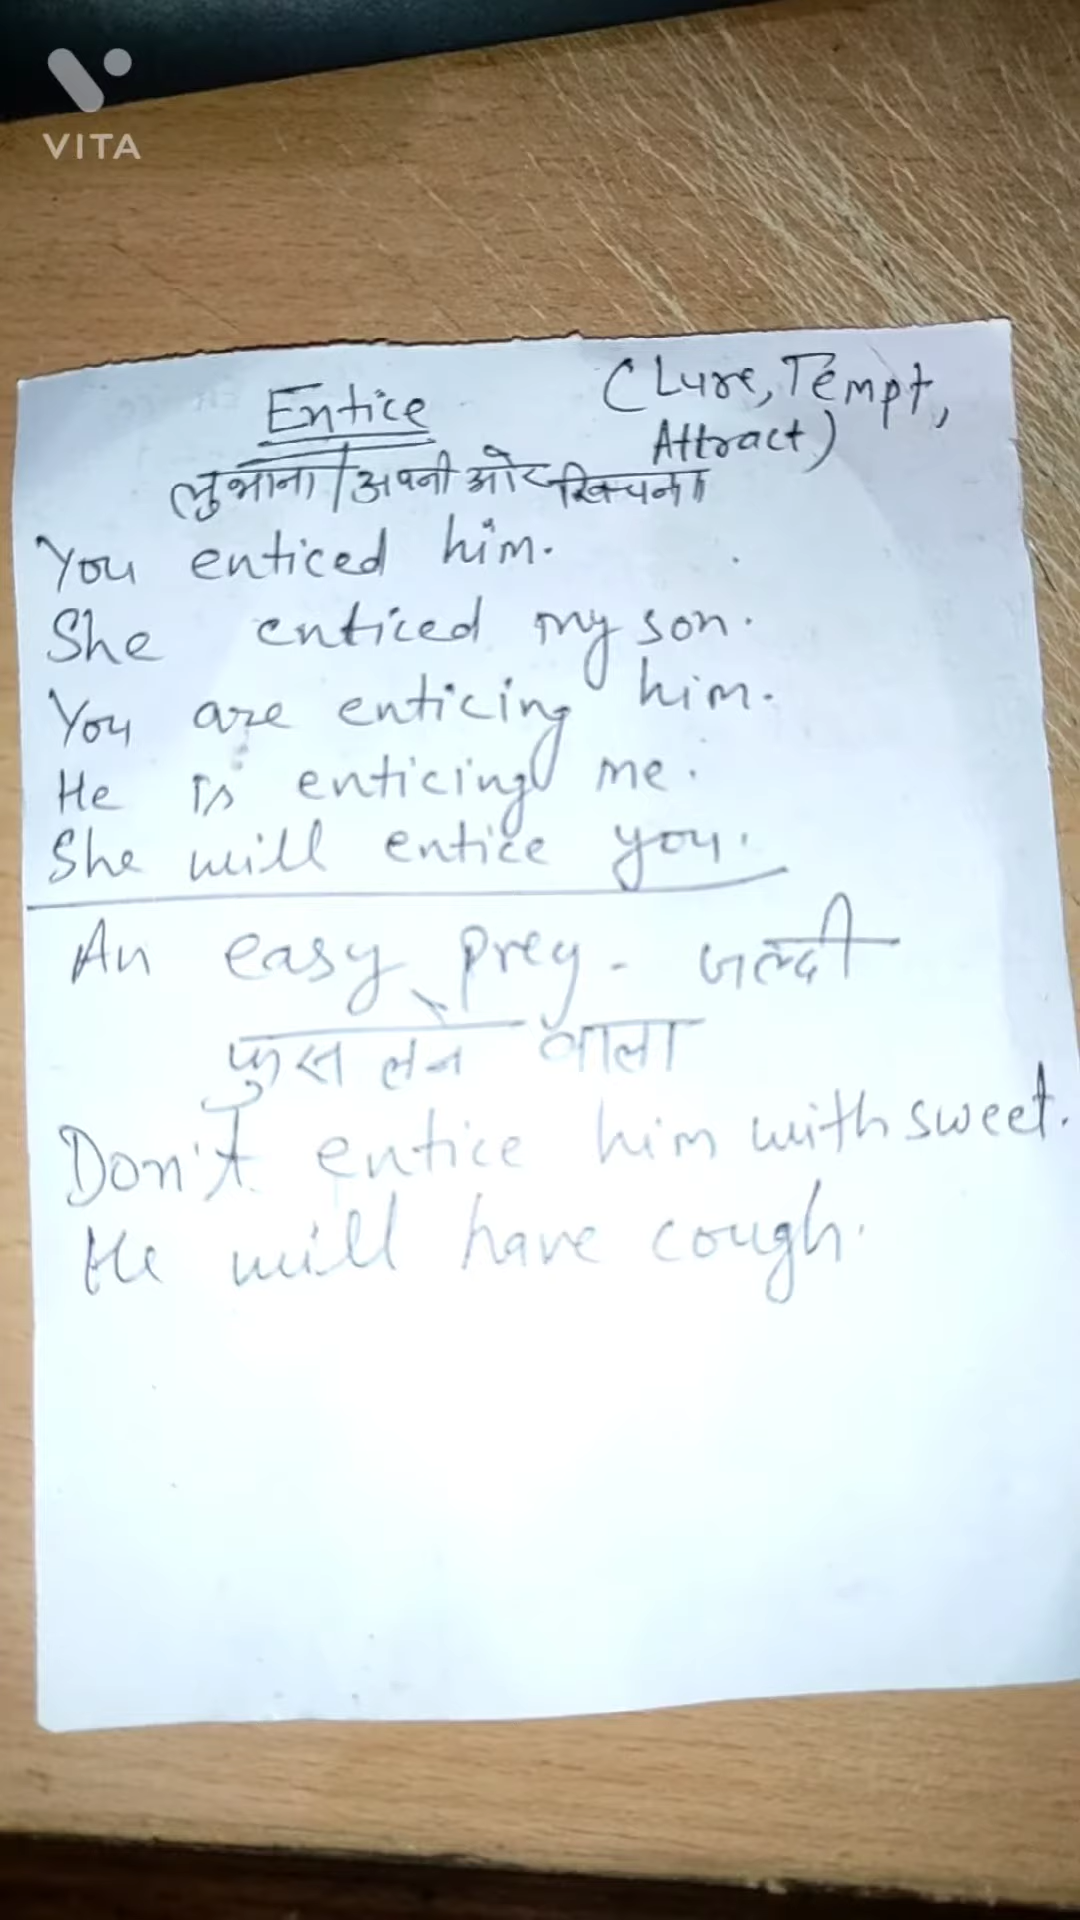 VITA
Entice (Lure, Tempt,
Attract)
लुभाना/अपनी ओर खिचना
You enticed him.
She enticed my son.
You are enticing him.
He is enticing me.
She will entice you.
An easy prey - जल्दी
फुसलने वाला
Don't entice him with sweet.
He will have cough.